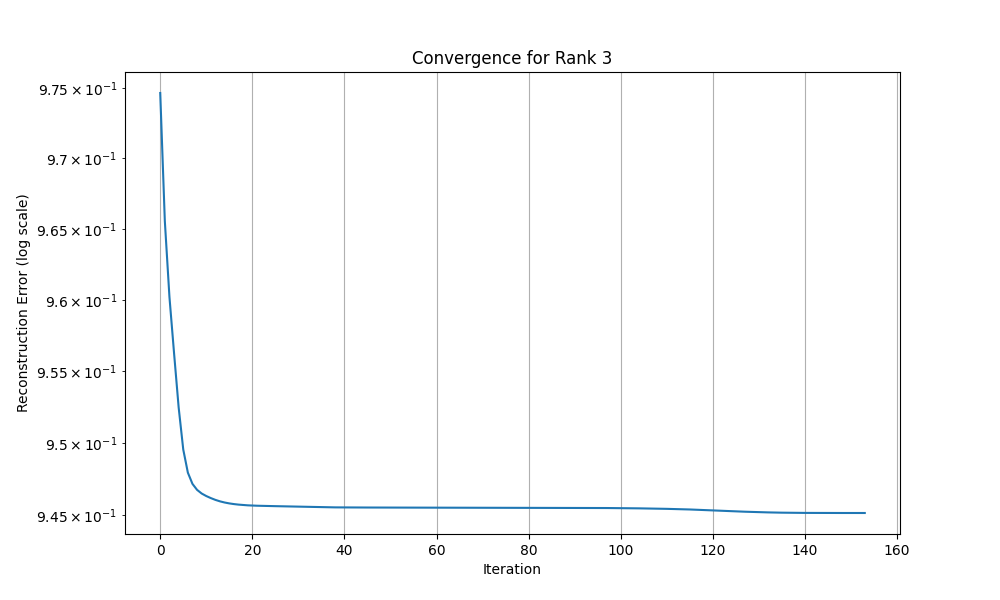 Convergence for Rank 3
Reconstruction Error (log scale)
9.75 × 10⁻¹
9.7 × 10⁻¹
9.65 × 10⁻¹
9.6 × 10⁻¹
9.55 × 10⁻¹
9.5 × 10⁻¹
9.45 × 10⁻¹
0 20 40 60 80 100 120 140 160
Iteration